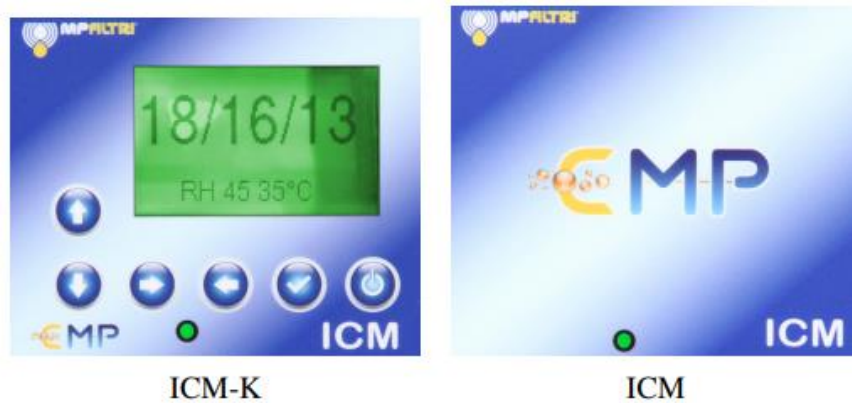 MPFILTRI
18/16/13
RH 45 35°C
CMP
ICM
ICM-K
MPFILTRI
CMP
ICM
ICM